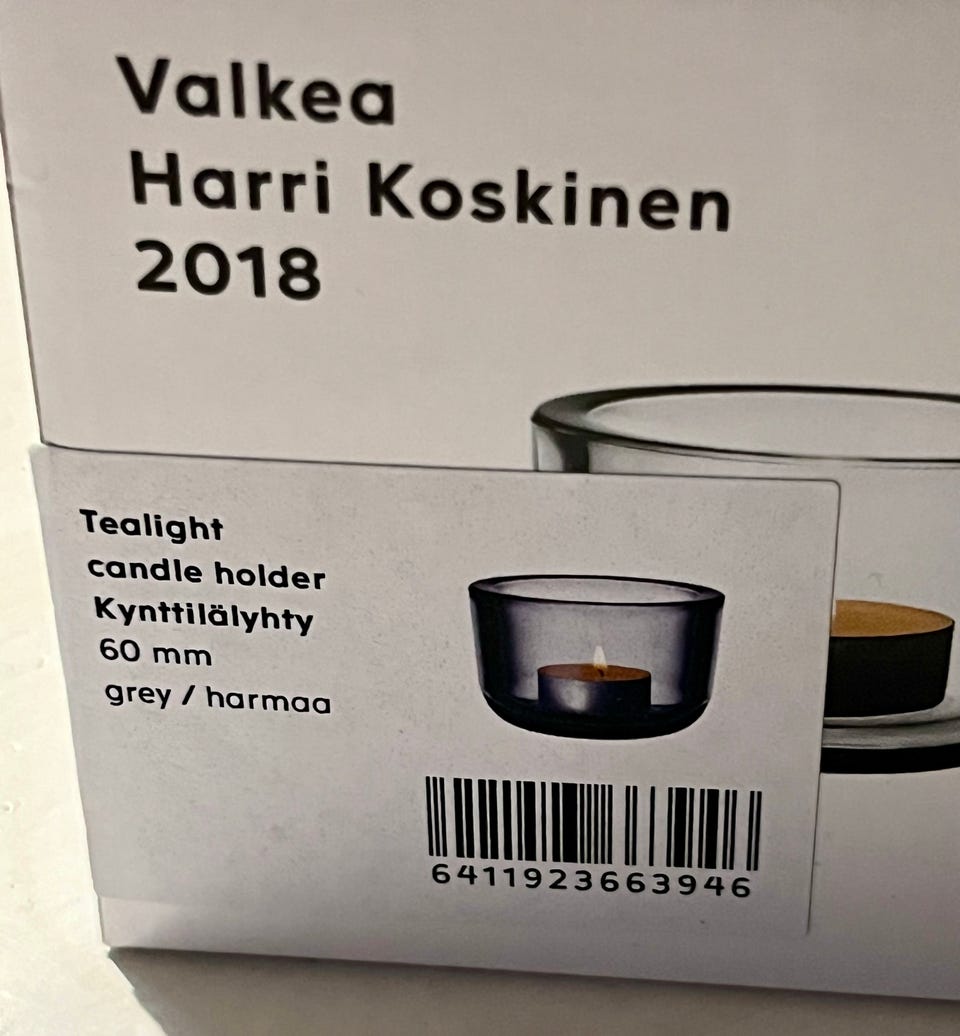 Valkea
Harri Koskinen
2018
Tealight
candle holder
Kynttilälyhty
60 mm
grey / harmaa
6411923663946